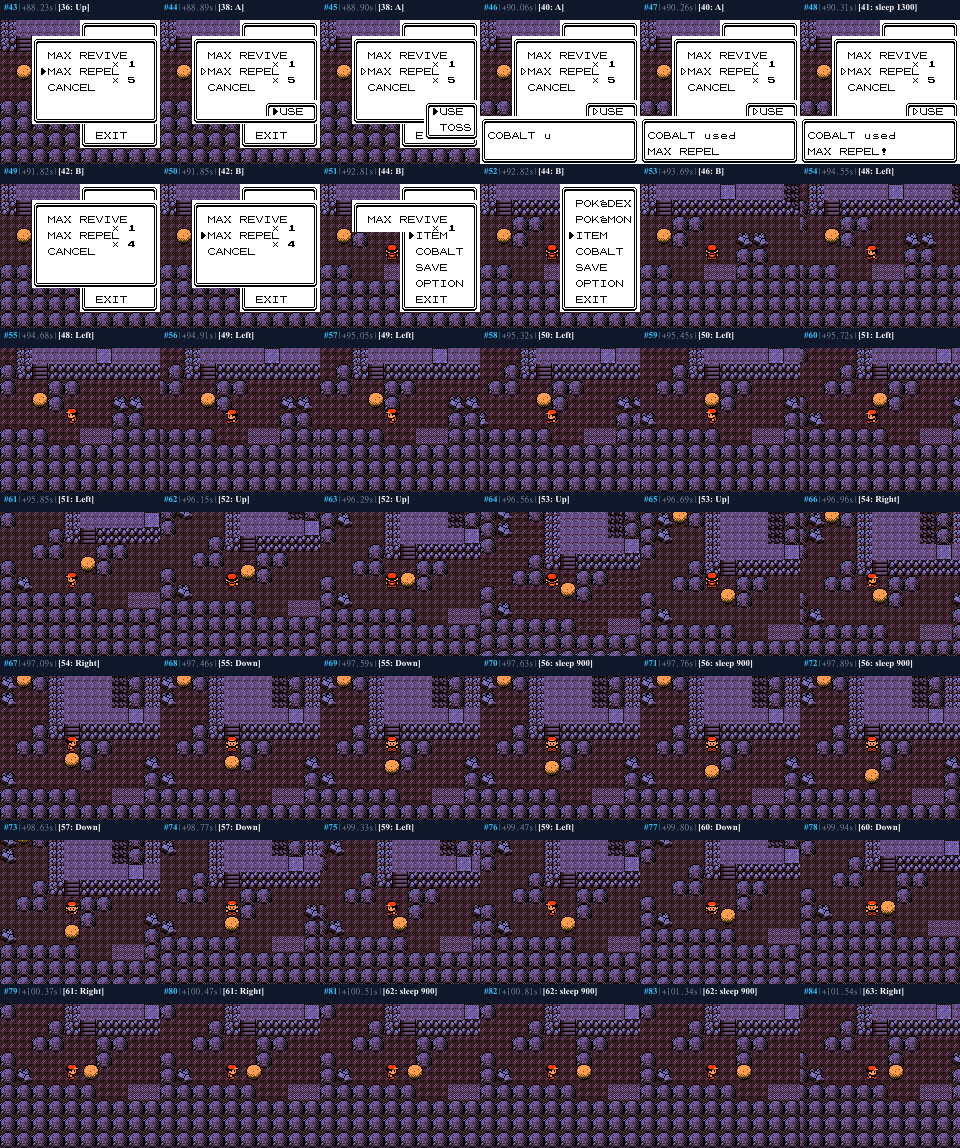 #43|+88.23s| [36: Up]
#44|+88.89s| [38: A]
#45|+88.90s| [38: A]
#46|+90.06s| [40: A]
#47|+90.26s| [40: A]
#48|+90.31s| [41: sleep 1300]
MAX REVIVE
× 1
▶MAX REPEL
× 5
CANCEL
EXIT
MAX REVIVE
× 1
▷MAX REPEL
× 5
CANCEL
▶USE
EXIT
MAX REVIVE
× 1
▷MAX REPEL
× 5
CANCEL
▶USE
TOSS
E
MAX REVIVE
× 1
▷MAX REPEL
× 5
CANCEL
▷USE
COBALT u
MAX REVIVE
× 1
▷MAX REPEL
× 5
CANCEL
▷USE
COBALT used
MAX REPEL
MAX REVIVE
× 1
▷MAX REPEL
× 5
CANCEL
▷USE
COBALT used
MAX REPEL!
#49|+91.82s| [42: B]
#50|+91.85s| [42: B]
#51|+92.81s| [44: B]
#52|+92.82s| [44: B]
#53|+93.69s| [46: B]
#54|+94.55s| [48: Left]
MAX REVIVE
× 1
MAX REPEL
× 4
CANCEL
EXIT
MAX REVIVE
× 1
▶MAX REPEL
× 4
CANCEL
EXIT
MAX REVIVE
× 1
▶ITEM
COBALT
SAVE
OPTION
EXIT
POKéDEX
POKéMON
▶ITEM
COBALT
SAVE
OPTION
EXIT
#55|+94.68s| [48: Left]
#56|+94.91s| [49: Left]
#57|+95.05s| [49: Left]
#58|+95.32s| [50: Left]
#59|+95.45s| [50: Left]
#60|+95.72s| [51: Left]
#61|+95.85s| [51: Left]
#62|+96.15s| [52: Up]
#63|+96.29s| [52: Up]
#64|+96.56s| [53: Up]
#65|+96.69s| [53: Up]
#66|+96.96s| [54: Right]
#67|+97.09s| [54: Right]
#68|+97.46s| [55: Down]
#69|+97.59s| [55: Down]
#70|+97.63s| [56: sleep 900]
#71|+97.76s| [56: sleep 900]
#72|+97.89s| [56: sleep 900]
#73|+98.63s| [57: Down]
#74|+98.77s| [57: Down]
#75|+99.33s| [59: Left]
#76|+99.47s| [59: Left]
#77|+99.80s| [60: Down]
#78|+99.94s| [60: Down]
#79|+100.37s| [61: Right]
#80|+100.47s| [61: Right]
#81|+100.51s| [62: sleep 900]
#82|+100.81s| [62: sleep 900]
#83|+101.34s| [62: sleep 900]
#84|+101.54s| [63: Right]